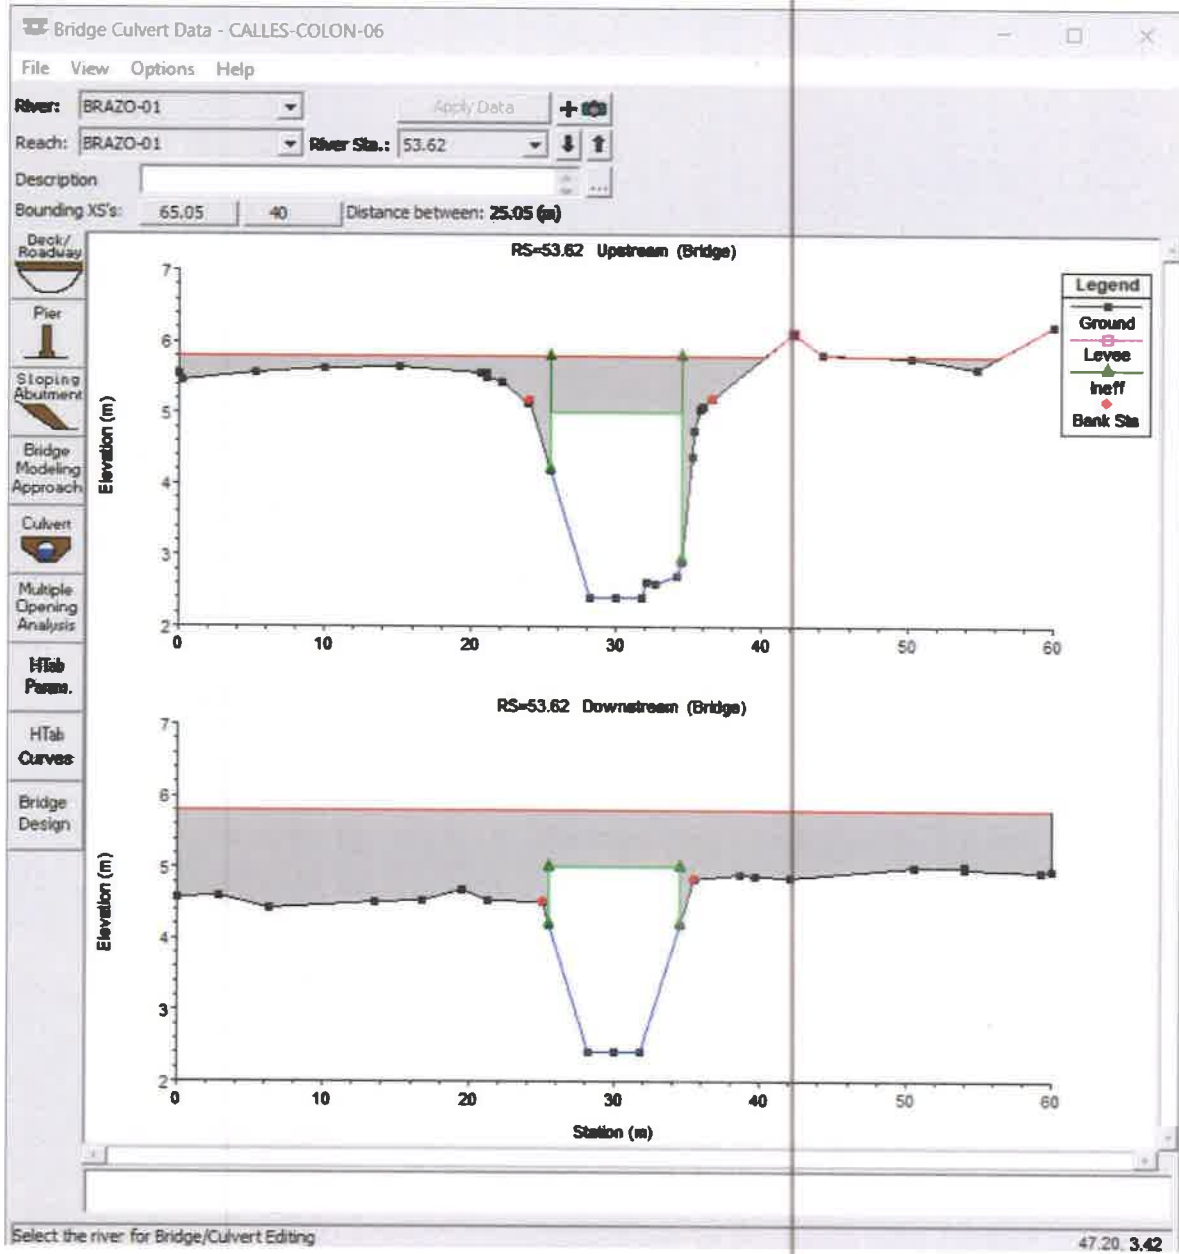 Bridge Culvert Data - CALLES-COLON-06
File View Options Help
River: BRAZO-01 Apply Data
Reach: BRAZO-01 River Sta.: 53.62
Description ...
Bounding XS's: 65.05 40 Distance between: 25.05 (m)
Deck/
Roadway
Pier
Sloping
Abutment
Bridge
Modeling
Approach
Culvert
Multiple
Opening
Analysis
HTab
Param.
HTab
Curves
Bridge
Design
RS=53.62 Upstream (Bridge)
Elevation (m)
7
6
5
4
3
2
0 10 20 30 40 50 60
Legend
Ground
Levee
Ineff
Bank Sta
RS=53.62 Downstream (Bridge)
Elevation (m)
7
6
5
4
3
2
0 10 20 30 40 50 60
Station (m)
Select the river for Bridge/Culvert Editing
47.20, 3.42